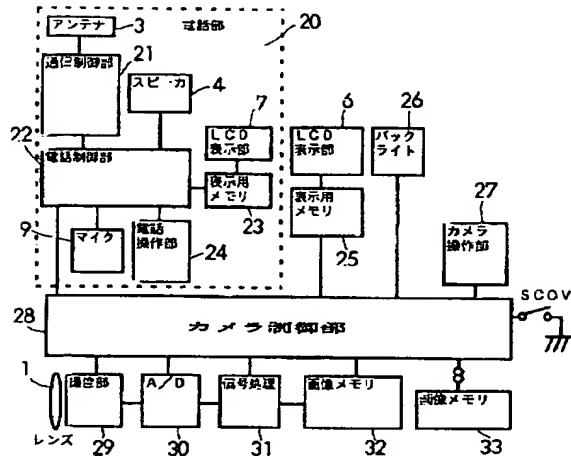 アンテナ
3
電話部
20
21
通信制御部
スピーカ
4
7
6
26
22
電話制御部
LCD
表示部
LCD
表示部
バック
ライト
表示用
メモリ
23
表示用
メモリ
25
27
カメラ
操作部
9
マイク
電話
操作部
24
SCOV
28
カメラ制御部
1
レンズ
撮像部
A/D
信号処理
画像メモリ
画像メモリ
29
30
31
32
33